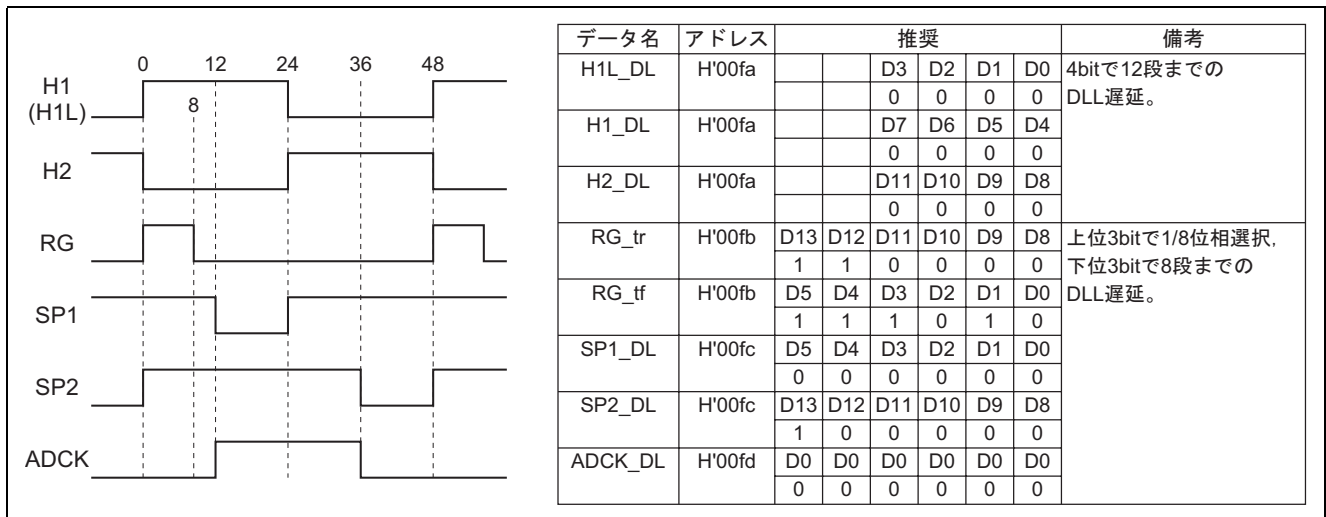 0 12 24 36 48
H1
(H1L)
8
H2
RG
SP1
SP2
ADCK
データ名 アドレス 推奨 備考
H1L_DL H'00fa D3 D2 D1 D0 4bitで12段までの
0 0 0 0 DLL遅延。
H1_DL H'00fa D7 D6 D5 D4
0 0 0 0
H2_DL H'00fa D11 D10 D9 D8
0 0 0 0
RG_tr H'00fb D13 D12 D11 D10 D9 D8 上位3bitで1/8位相選択,
1 1 0 0 0 0 下位3bitで8段までの
RG_tf H'00fb D5 D4 D3 D2 D1 D0 DLL遅延。
1 1 1 0 1 0
SP1_DL H'00fc D5 D4 D3 D2 D1 D0
0 0 0 0 0 0
SP2_DL H'00fc D13 D12 D11 D10 D9 D8
1 0 0 0 0 0
ADCK_DL H'00fd D0 D0 D0 D0 D0 D0
0 0 0 0 0 0